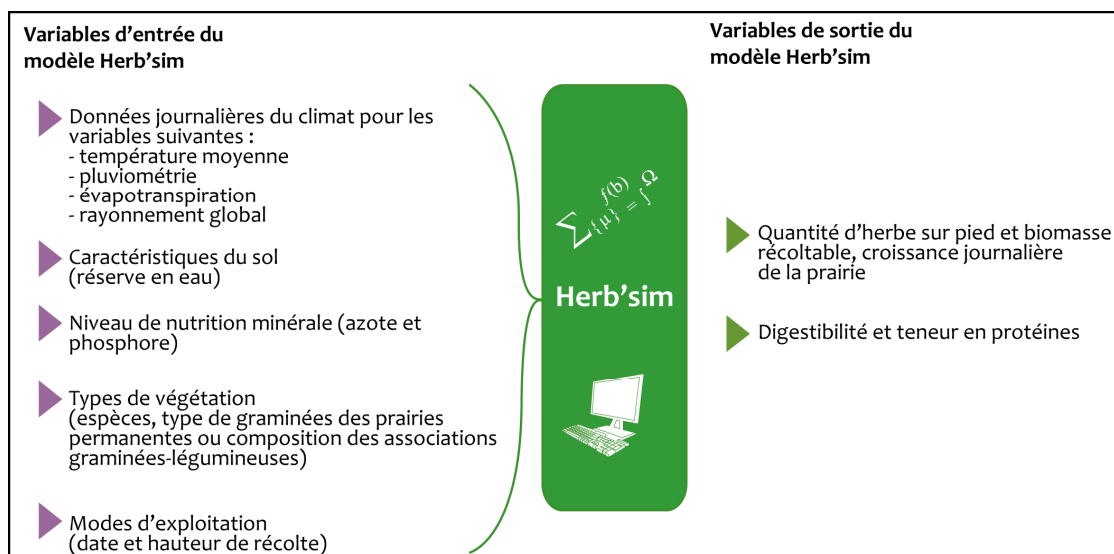 Variables d’entrée du
modèle Herb’sim
Données journalières du climat pour les
variables suivantes :
- température moyenne
- pluviométrie
- évapotranspiration
- rayonnement global
Caractéristiques du sol
(réserve en eau)
Niveau de nutrition minérale (azote et
phosphore)
Types de végétation
(espèces, type de graminées des prairies
permanentes ou composition des associations
graminées-légumineuses)
Modes d’exploitation
(date et hauteur de récolte)
∑{µ} f(b) = ∫ Ω
Herb’sim
Variables de sortie du
modèle Herb’sim
Quantité d’herbe sur pied et biomasse
récoltable, croissance journalière
de la prairie
Digestibilité et teneur en protéines